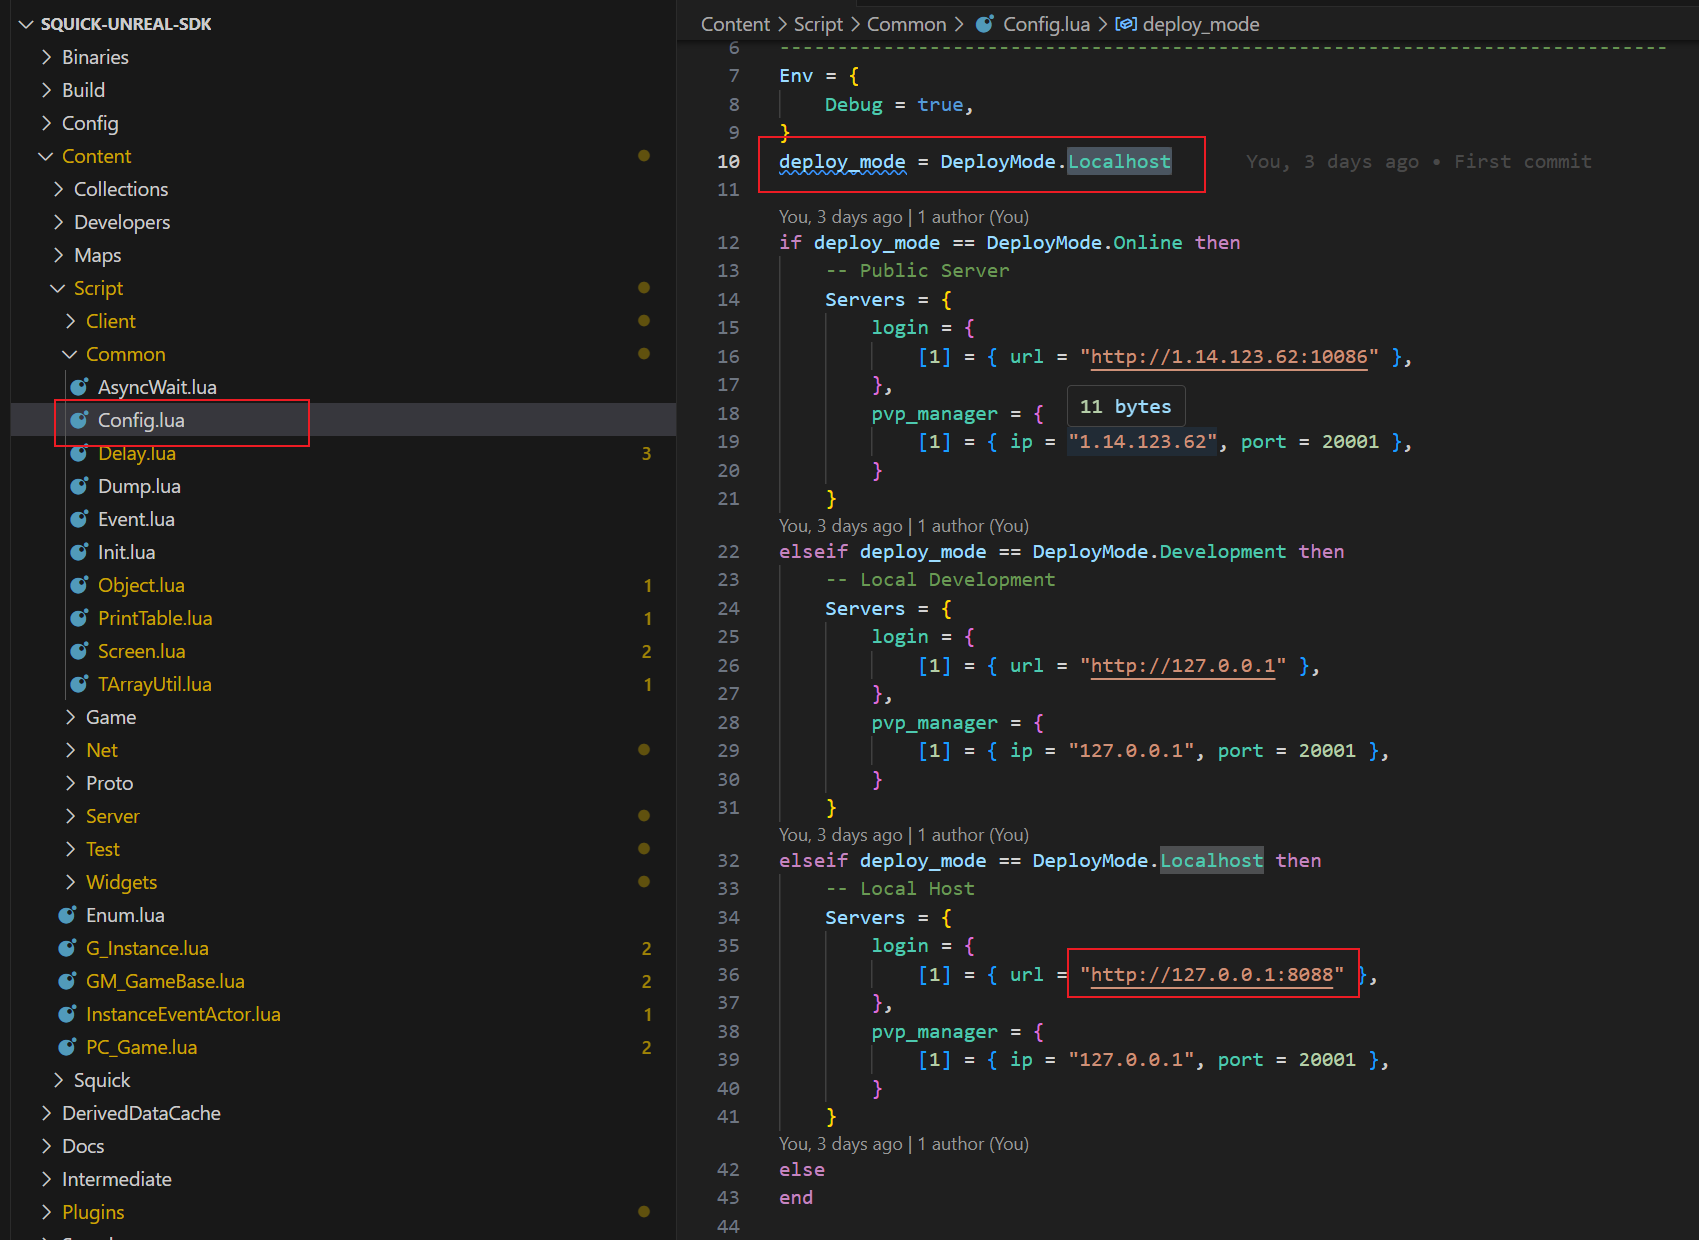 SQUICK-UNREAL-SDK
Binaries
Build
Config
Content
Collections
Developers
Maps
Script
Client
Common
AsyncWait.lua
Config.lua
Delay.lua 3
Dump.lua
Event.lua
Init.lua
Object.lua 1
PrintTable.lua 1
Screen.lua 2
TArrayUtil.lua 1
Game
Net
Proto
Server
Test
Widgets
Enum.lua
G_Instance.lua 2
GM_GameBase.lua 2
InstanceEventActor.lua 1
PC_Game.lua 2
Squick
DerivedDataCache
Docs
Intermediate
Plugins
Content > Script > Common > Config.lua > deploy_mode
6 ----------------------------------------------------------------------------
7 Env = {
8 Debug = true,
9 }
10 deploy_mode = DeployMode.Localhost You, 3 days ago • First commit
11
You, 3 days ago | 1 author (You)
12 if deploy_mode == DeployMode.Online then
13 -- Public Server
14 Servers = {
15 login = {
16 [1] = { url = "http://1.14.123.62:10086" },
17 },
18 pvp_manager = {
11 bytes
19 [1] = { ip = "1.14.123.62", port = 20001 },
20 }
21 }
You, 3 days ago | 1 author (You)
22 elseif deploy_mode == DeployMode.Development then
23 -- Local Development
24 Servers = {
25 login = {
26 [1] = { url = "http://127.0.0.1" },
27 },
28 pvp_manager = {
29 [1] = { ip = "127.0.0.1", port = 20001 },
30 }
31 }
You, 3 days ago | 1 author (You)
32 elseif deploy_mode == DeployMode.Localhost then
33 -- Local Host
34 Servers = {
35 login = {
36 [1] = { url = "http://127.0.0.1:8088" },
37 },
38 pvp_manager = {
39 [1] = { ip = "127.0.0.1", port = 20001 },
40 }
41 }
You, 3 days ago | 1 author (You)
42 else
43 end
44